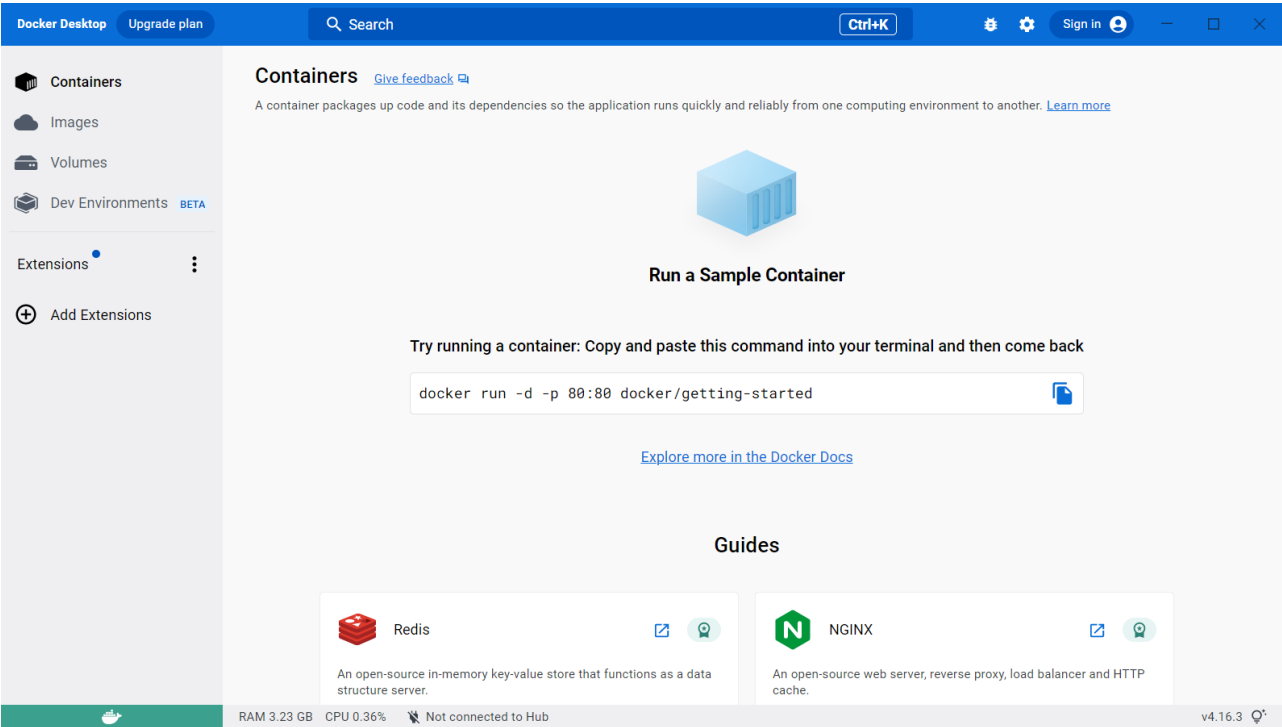 Docker Desktop Upgrade plan Search Ctrl+K Sign in
Containers
Images
Volumes
Dev Environments BETA
Extensions
Add Extensions
Containers Give feedback
A container packages up code and its dependencies so the application runs quickly and reliably from one computing environment to another. Learn more
Run a Sample Container
Try running a container: Copy and paste this command into your terminal and then come back
docker run -d -p 80:80 docker/getting-started
Explore more in the Docker Docs
Guides
Redis
An open-source in-memory key-value store that functions as a data
structure server.
NGINX
An open-source web server, reverse proxy, load balancer and HTTP
cache.
RAM 3.23 GB CPU 0.36% Not connected to Hub v4.16.3